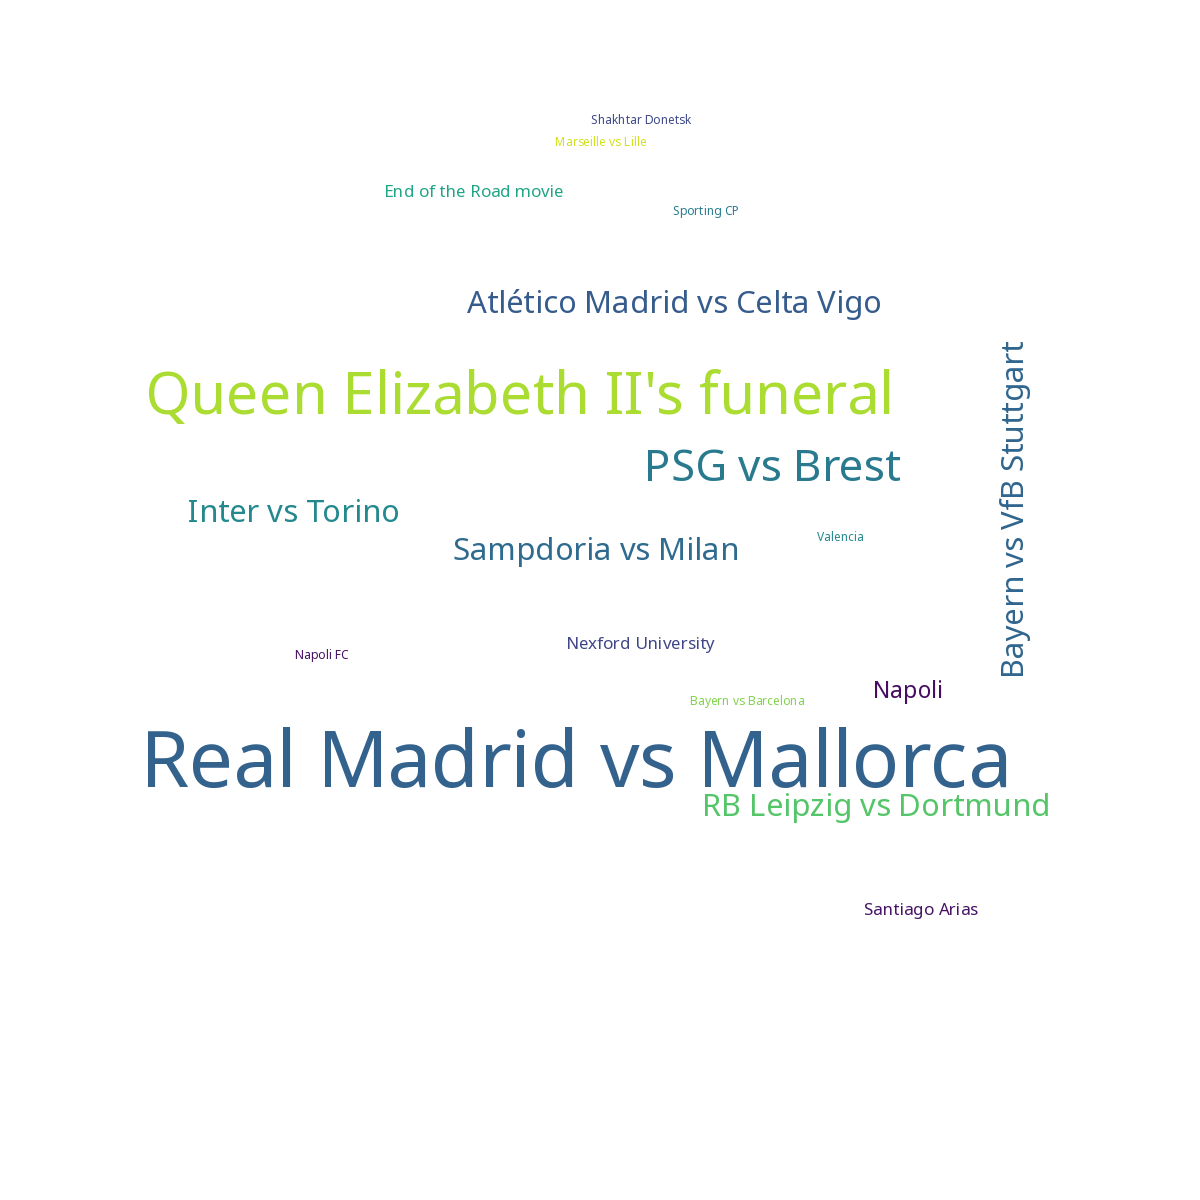 Shakhtar Donetsk
Marseille vs Lille
End of the Road movie
Sporting CP
Atlético Madrid vs Celta Vigo
Queen Elizabeth II's funeral
Bayern vs VfB Stuttgart
PSG vs Brest
Inter vs Torino
Sampdoria vs Milan
Valencia
Nexford University
Napoli FC
Napoli
Bayern vs Barcelona
Real Madrid vs Mallorca
RB Leipzig vs Dortmund
Santiago Arias